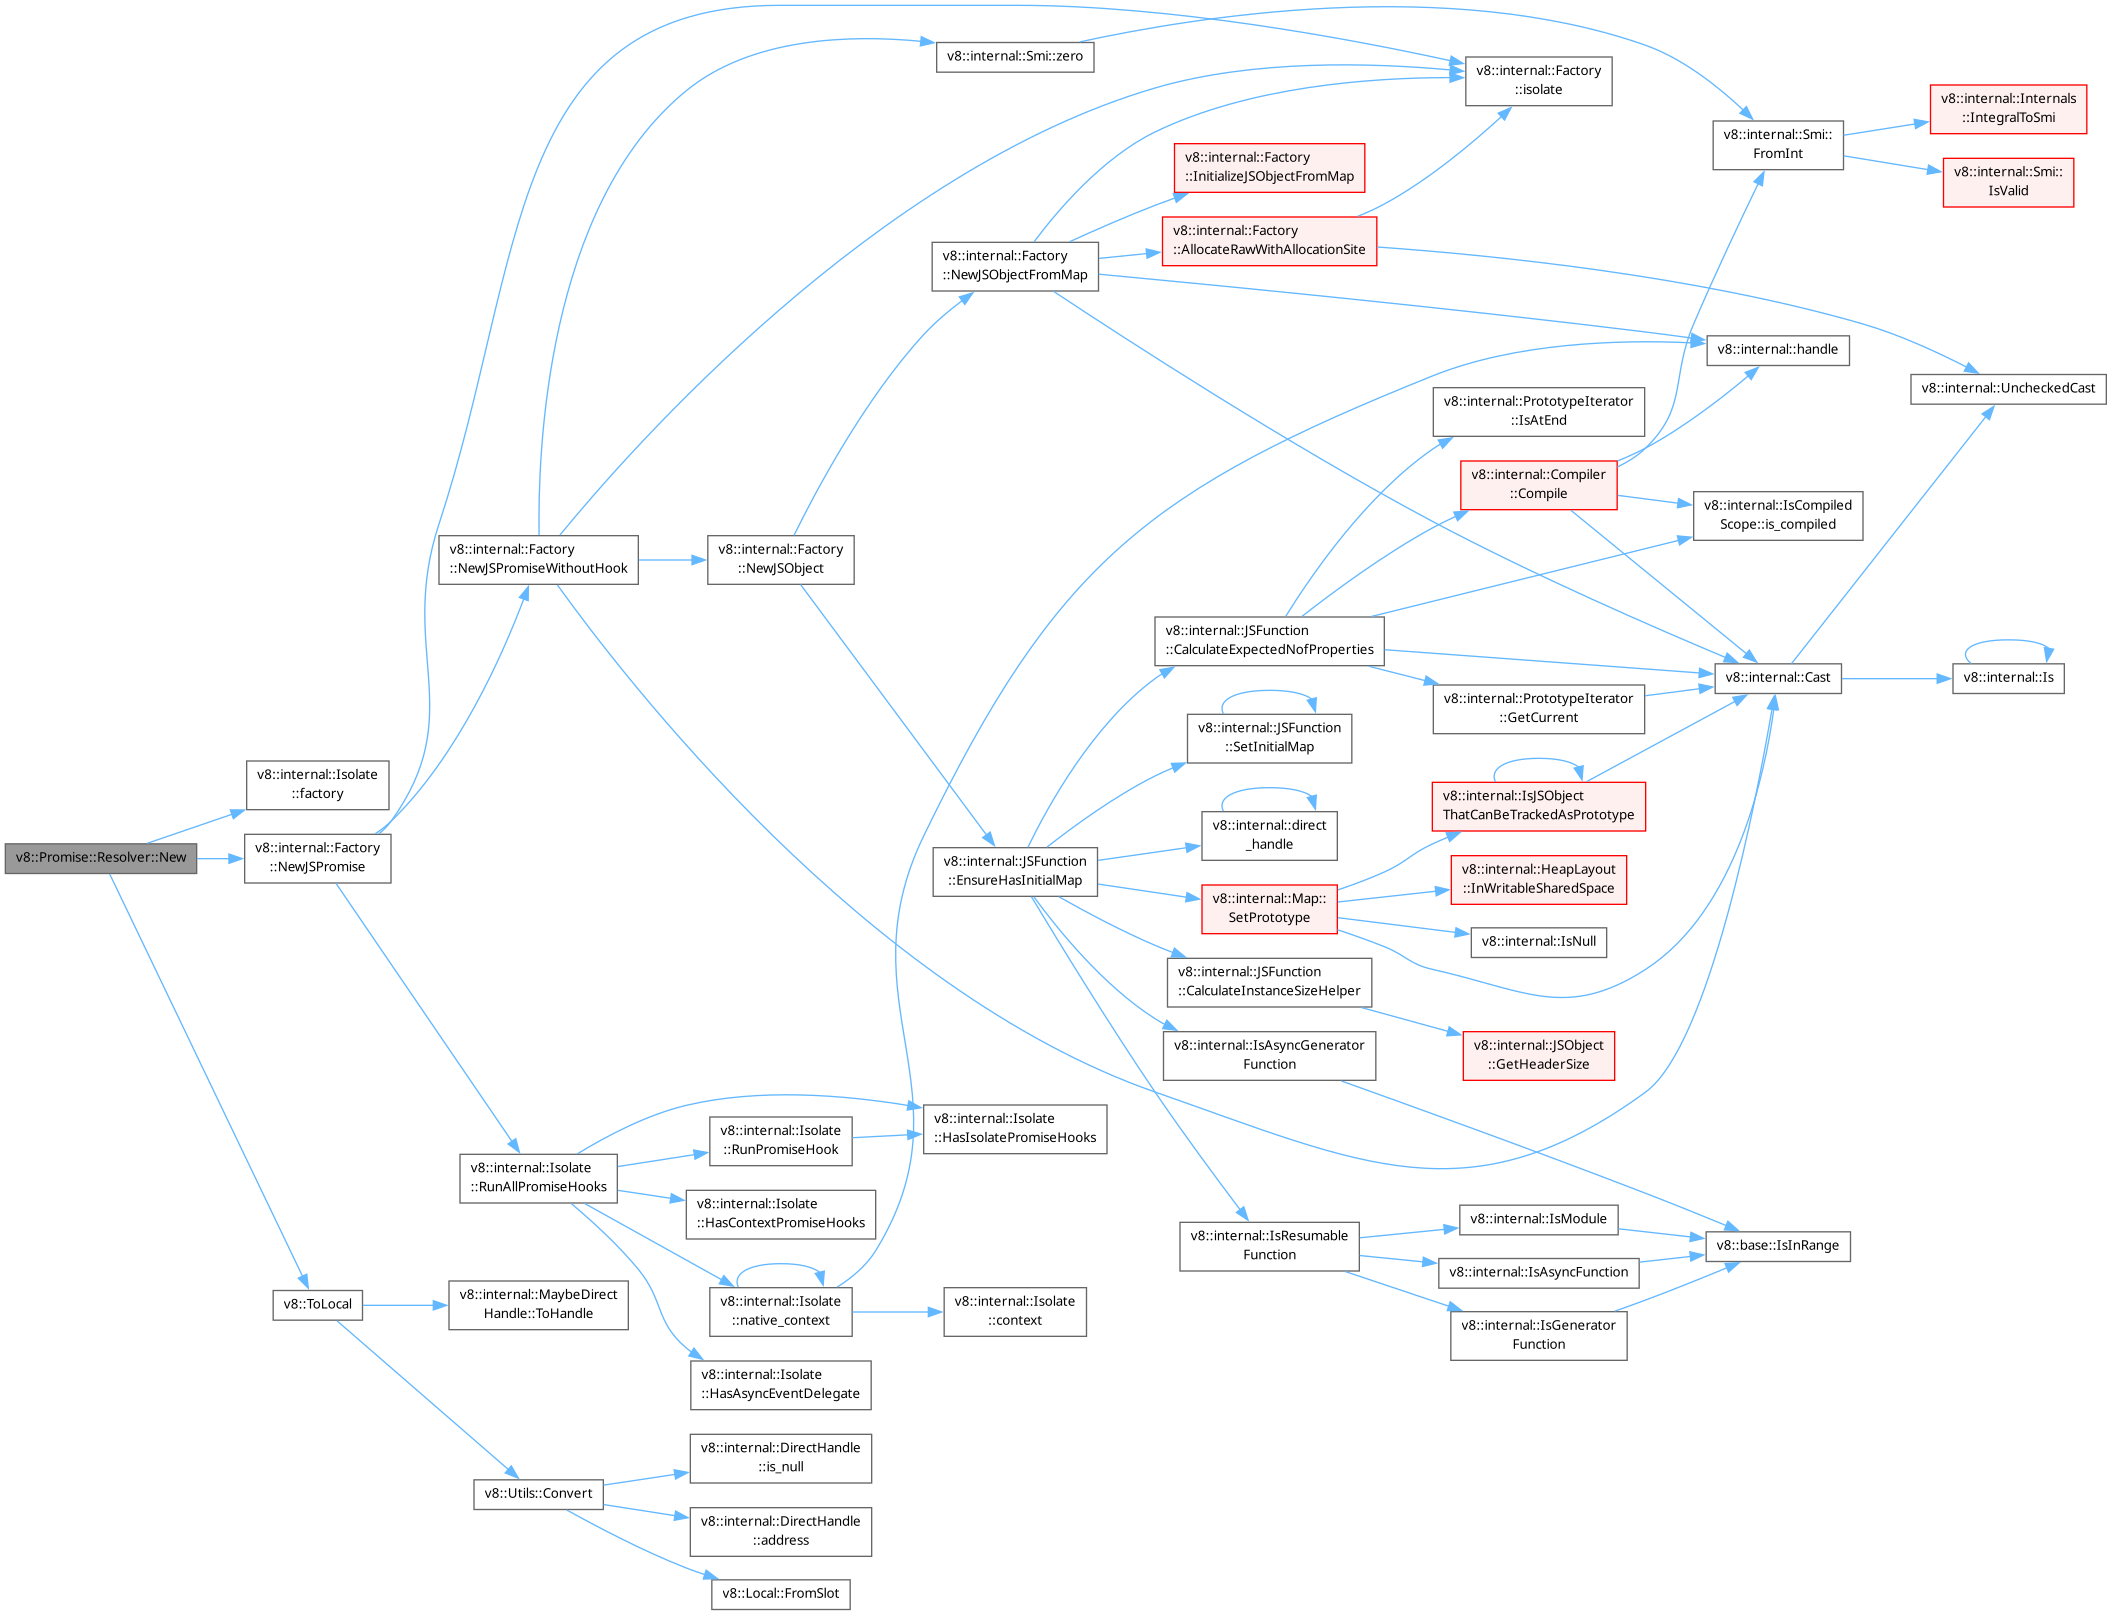 v8::Promise::Resolver::New
v8::internal::Isolate
::factory
v8::internal::Factory
::NewJSPromise
v8::ToLocal
v8::internal::Factory
::NewJSPromiseWithoutHook
v8::internal::Isolate
::RunAllPromiseHooks
v8::internal::MaybeDirect
Handle::ToHandle
v8::Utils::Convert
v8::internal::Factory
::NewJSObject
v8::internal::Isolate
::RunPromiseHook
v8::internal::Isolate
::HasContextPromiseHooks
v8::internal::Isolate
::native_context
v8::internal::Isolate
::HasAsyncEventDelegate
v8::internal::DirectHandle
::is_null
v8::internal::DirectHandle
::address
v8::Local::FromSlot
v8::internal::Smi::zero
v8::internal::Factory
::NewJSObjectFromMap
v8::internal::JSFunction
::EnsureHasInitialMap
v8::internal::Isolate
::HasIsolatePromiseHooks
v8::internal::Isolate
::context
v8::internal::Factory
::InitializeJSObjectFromMap
v8::internal::Factory
::AllocateRawWithAllocationSite
v8::internal::JSFunction
::CalculateExpectedNofProperties
v8::internal::JSFunction
::SetInitialMap
v8::internal::direct
_handle
v8::internal::Map::
SetPrototype
v8::internal::JSFunction
::CalculateInstanceSizeHelper
v8::internal::IsAsyncGenerator
Function
v8::internal::IsResumable
Function
v8::internal::Factory
::isolate
v8::internal::PrototypeIterator
::IsAtEnd
v8::internal::Compiler
::Compile
v8::internal::PrototypeIterator
::GetCurrent
v8::internal::IsJSObject
ThatCanBeTrackedAsPrototype
v8::internal::HeapLayout
::InWritableSharedSpace
v8::internal::IsNull
v8::internal::JSObject
::GetHeaderSize
v8::internal::IsModule
v8::internal::IsAsyncFunction
v8::internal::IsGenerator
Function
v8::internal::Smi::
FromInt
v8::internal::handle
v8::internal::IsCompiled
Scope::is_compiled
v8::internal::Cast
v8::base::IsInRange
v8::internal::Internals
::IntegralToSmi
v8::internal::Smi::
IsValid
v8::internal::UncheckedCast
v8::internal::Is